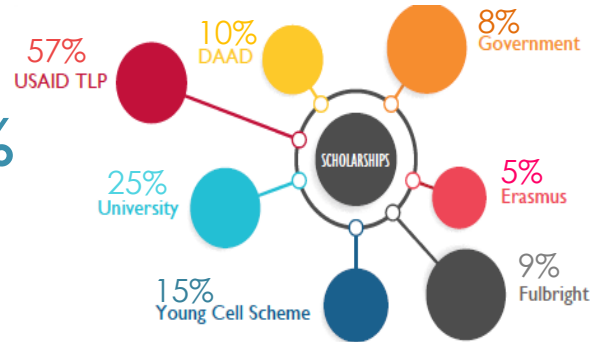 10%
DAAD
8%
Government
57%
USAID TLP
%
SCHOLARSHIPS
25%
University
5%
Erasmus
15%
Young Cell Scheme
9%
Fulbright